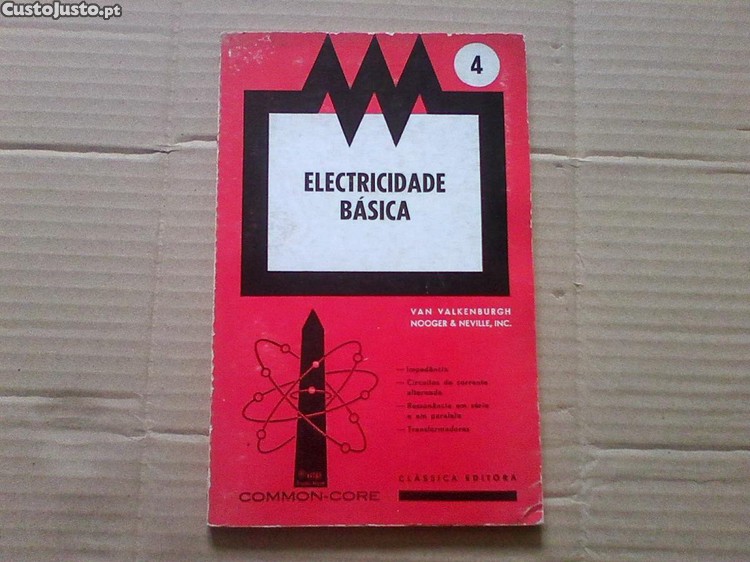 CustoJusto.pt
4
ELECTRICIDADE
BÁSICA
VAN VALKENBURGH
NOOGER & NEVILLE, INC.
— Impedância
— Circuitos de corrente
alternada
— Ressonância em série
e em paralelo
— Transformadores
COMMON-CORE
CLÁSSICA EDITORA